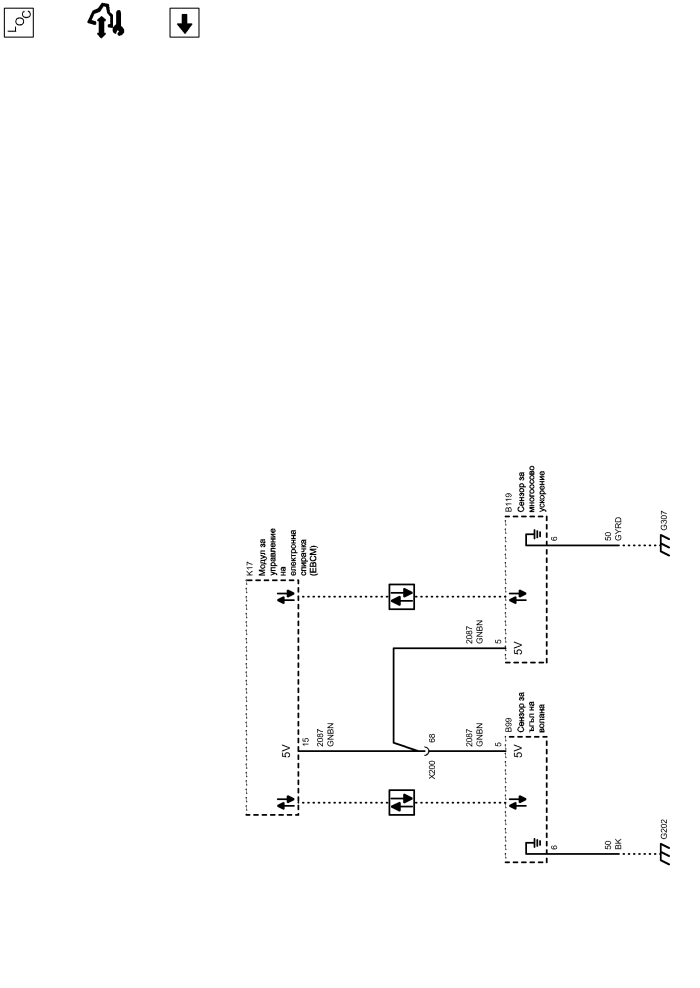 LOC
K17
Модул за
управление
на
електронна
спирачка
(EBCM)
5V
15
2087
GNBN
X200
68
2087
GNBN
5
2087
GNBN
5
B99
Сензор за
ъгъл на
волана
5V
6
50
BK
G202
B119
Сензор за
многоосово
ускорение
5V
6
50
GYRD
G307